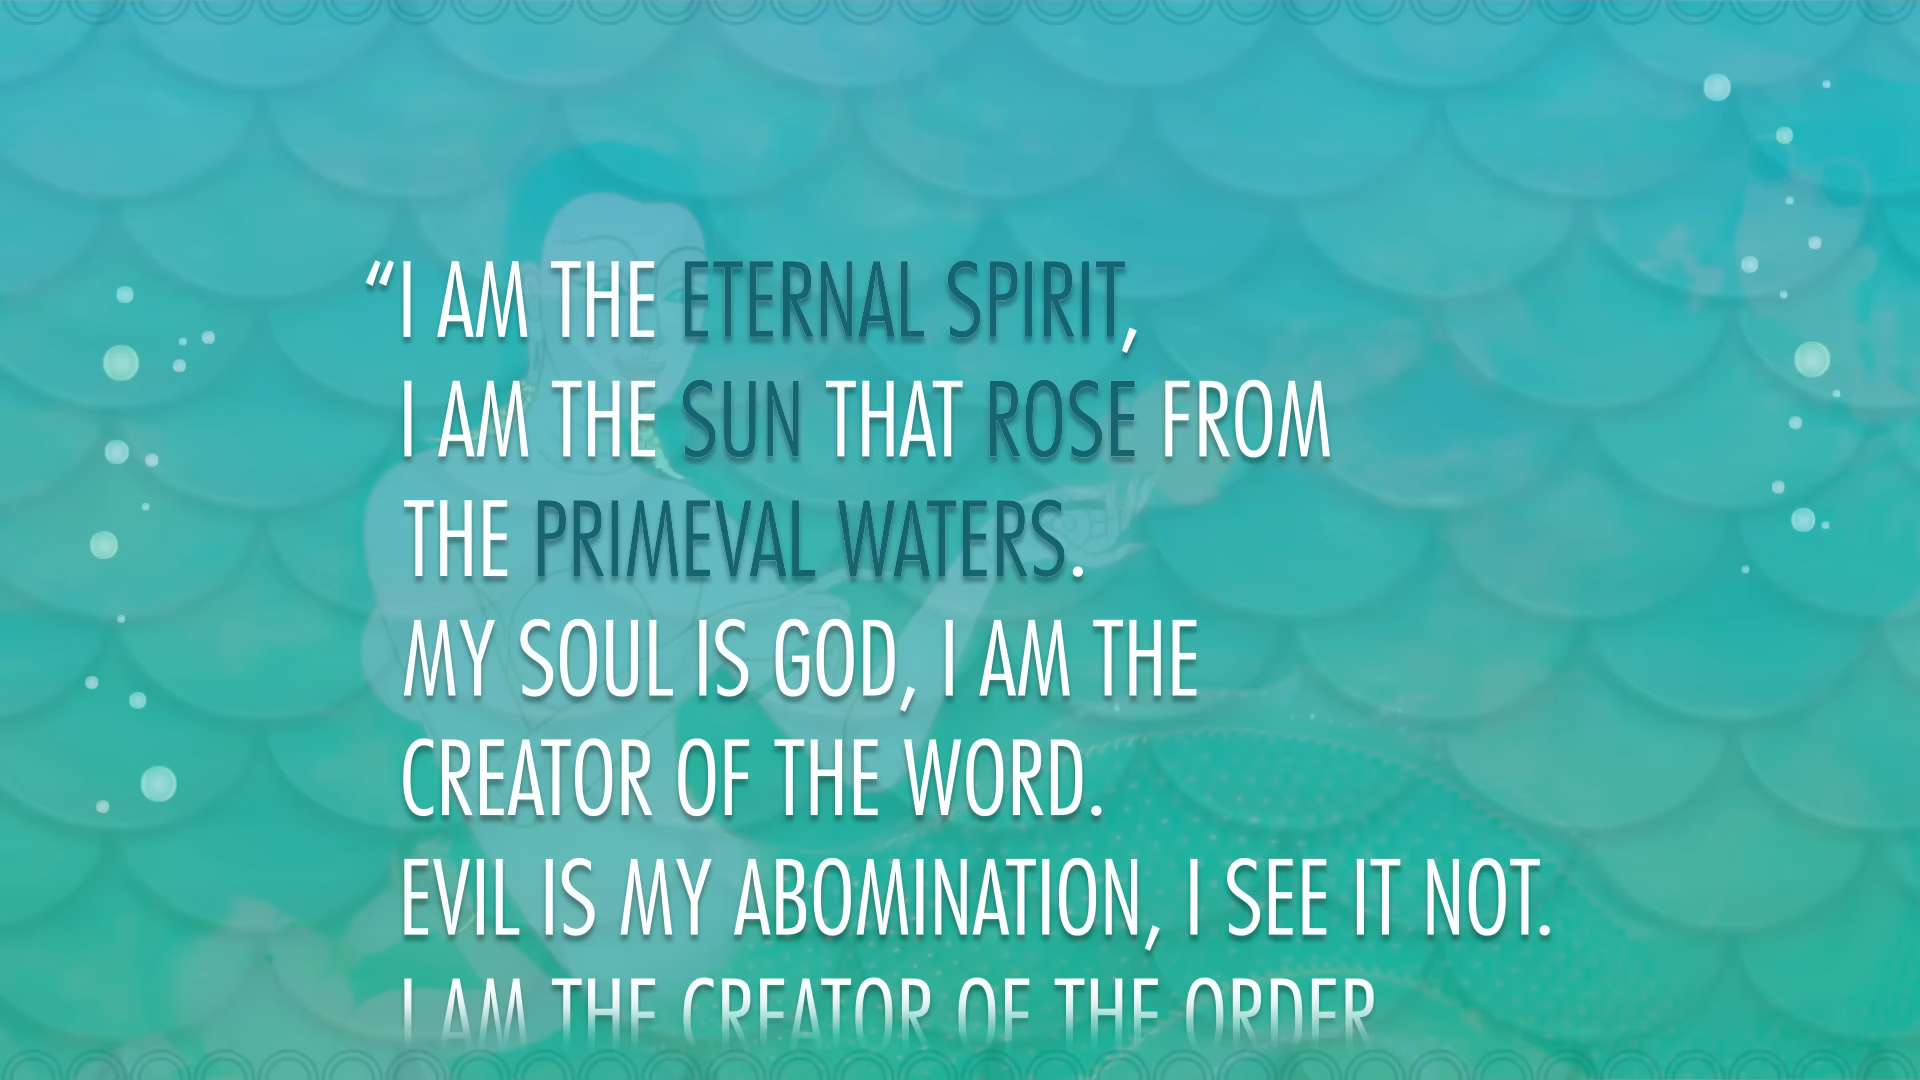 “I AM THE ETERNAL SPIRIT,
I AM THE SUN THAT ROSE FROM
THE PRIMEVAL WATERS.
MY SOUL IS GOD, I AM THE
CREATOR OF THE WORD.
EVIL IS MY ABOMINATION, I SEE IT NOT.
I AM THE CREATOR OF THE ORDER